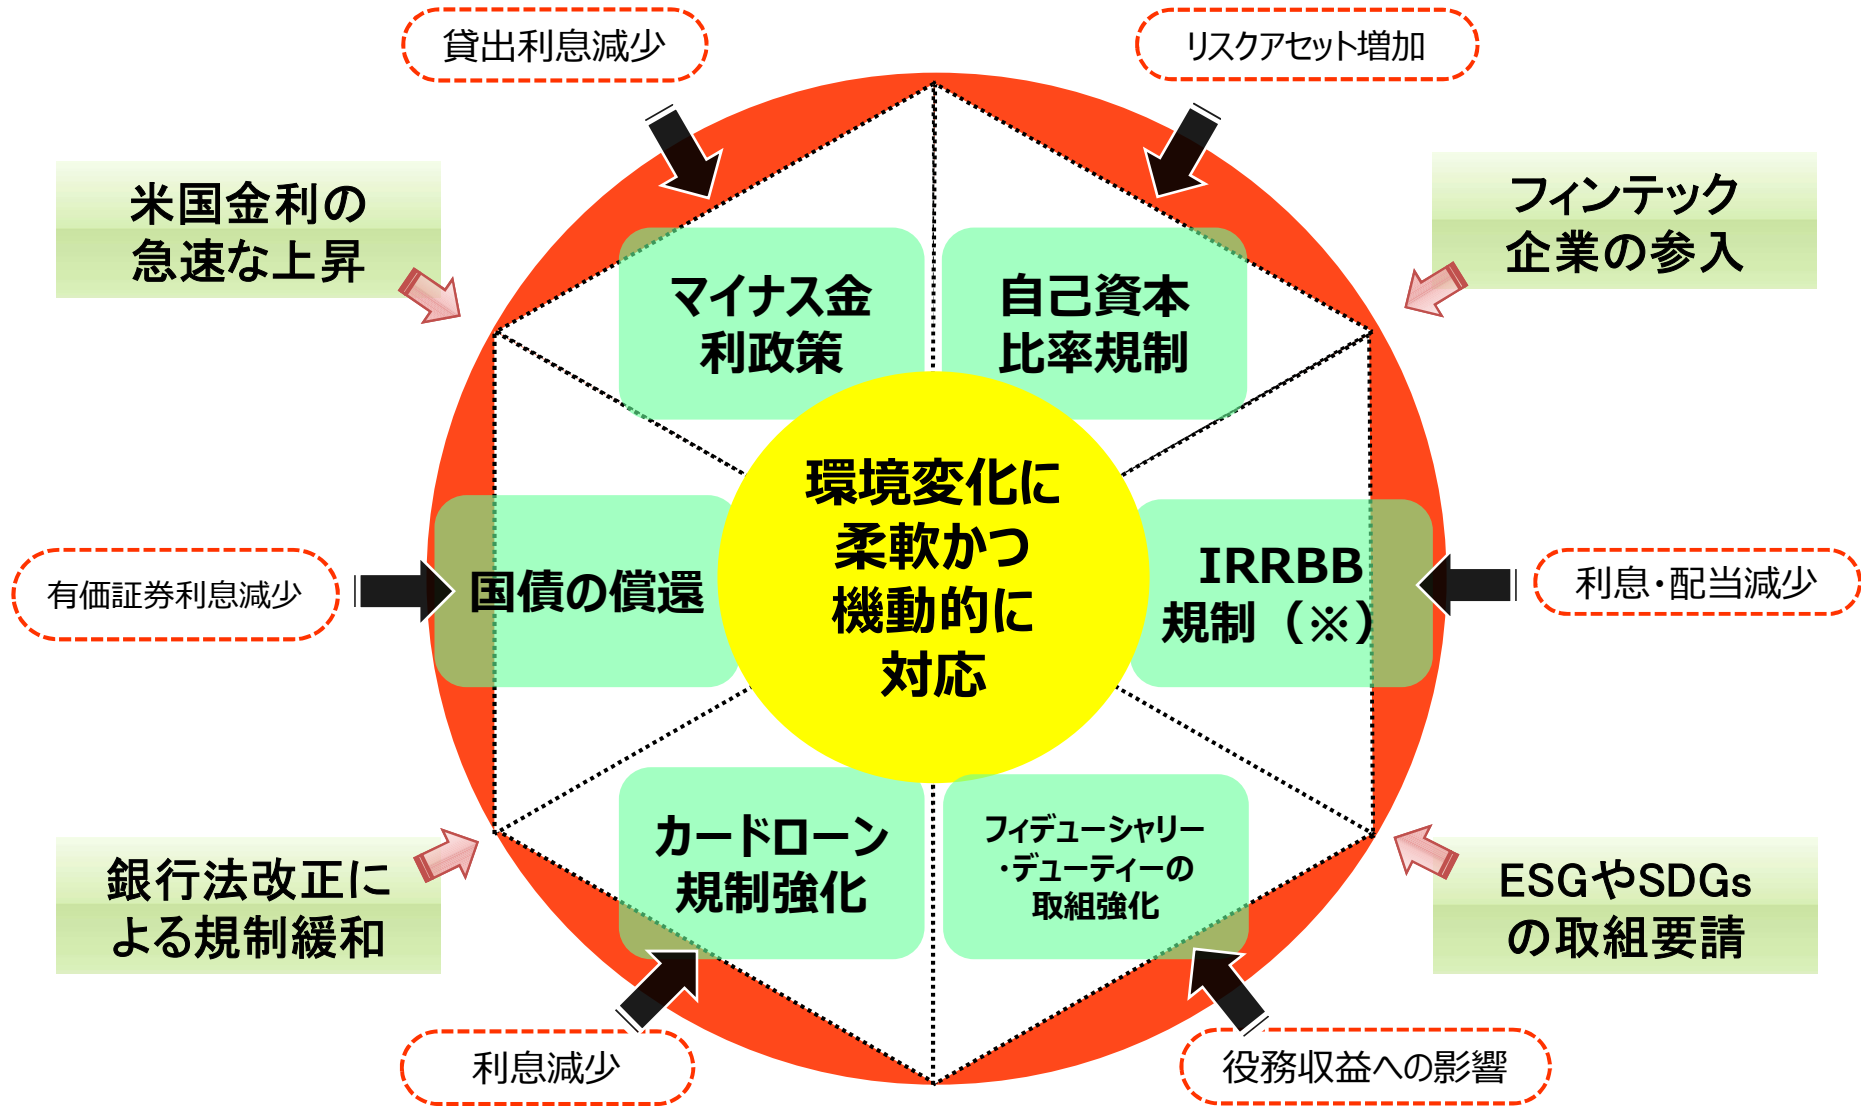 貸出利息減少
リスクアセット増加
米国金利の
急速な上昇
フィンテック
企業の参入
マイナス金
利政策
自己資本
比率規制
環境変化に
柔軟かつ
機動的に
対応
有価証券利息減少
国債の償還
IRRBB
規制（※）
利息・配当減少
カードローン
規制強化
フィデューシャリー
・デューティーの
取組強化
銀行法改正に
よる規制緩和
ESGやSDGs
の取組要請
利息減少
役務収益への影響